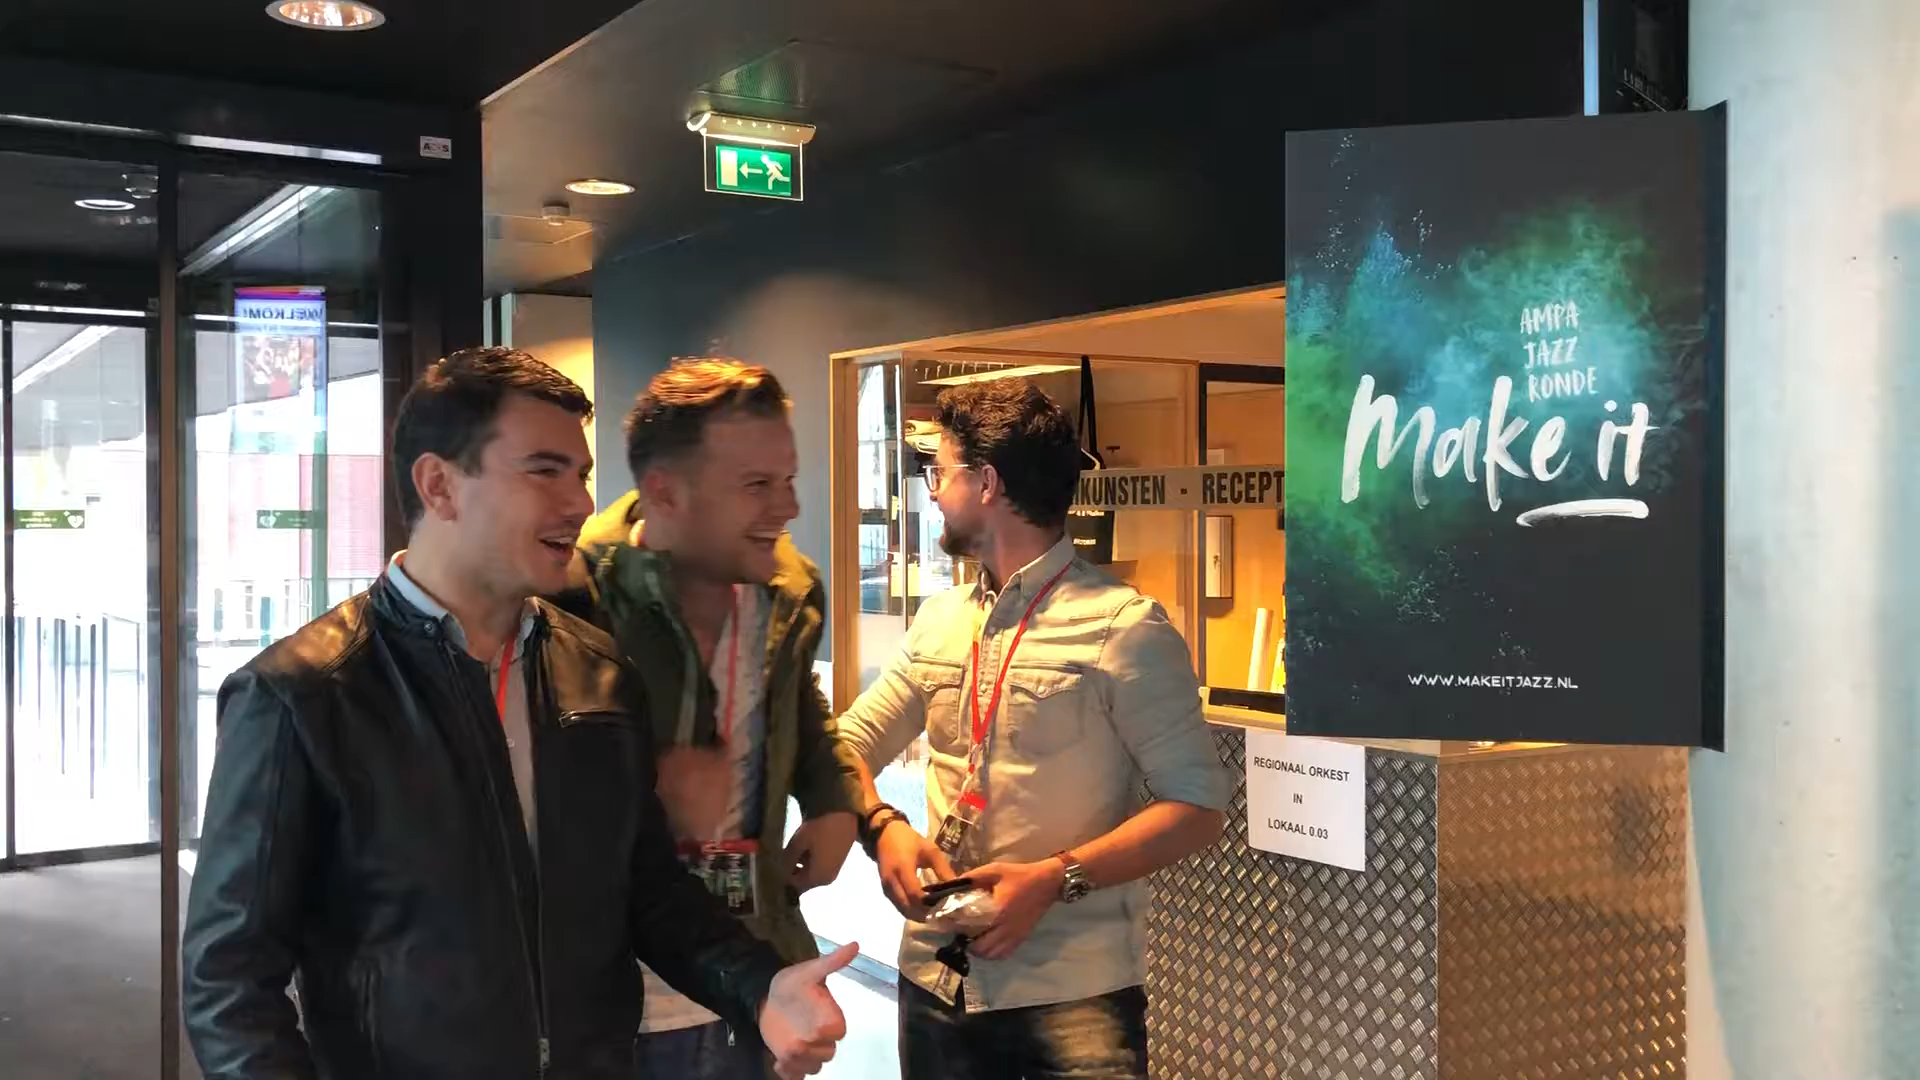 WELKOM
KUNSTEN - RECEPT
AMPA
JAZZ
RONDE
Make it
WWW.MAKEITJAZZ.NL
REGIONAAL ORKEST
IN
LOKAAL 0.03